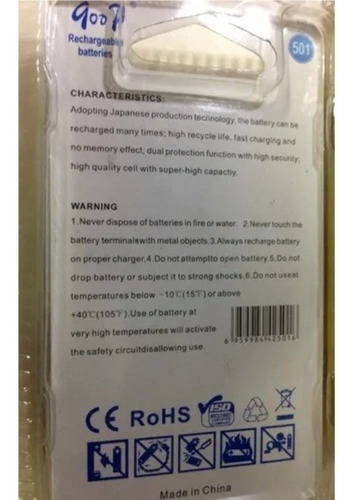 goop
Rechargeable
batteries
501
CHARACTERISTICS:
Adopting Japanese production technology, the battery can be
recharged many times; high recycle life, fast charging and
no memory effect; dual protection function with high security;
high quality cell with super-high capactiy.
WARNING
1.Never dispose of batteries in fire or water. 2.Never touch the
battery terminalswith metal objects.3.Always recharge battery
on proper charger.4.Do not attemptto open battery.5.Do not
drop battery or subject it to strong shocks.6.Do not useat
temperatures below -10℃(15℉) or above
+40℃(105℉).Use of battery at
very high temperatures will activate
the safety circuitdisallowing use.
6959984425016
CE RoHS ISO
Made in China